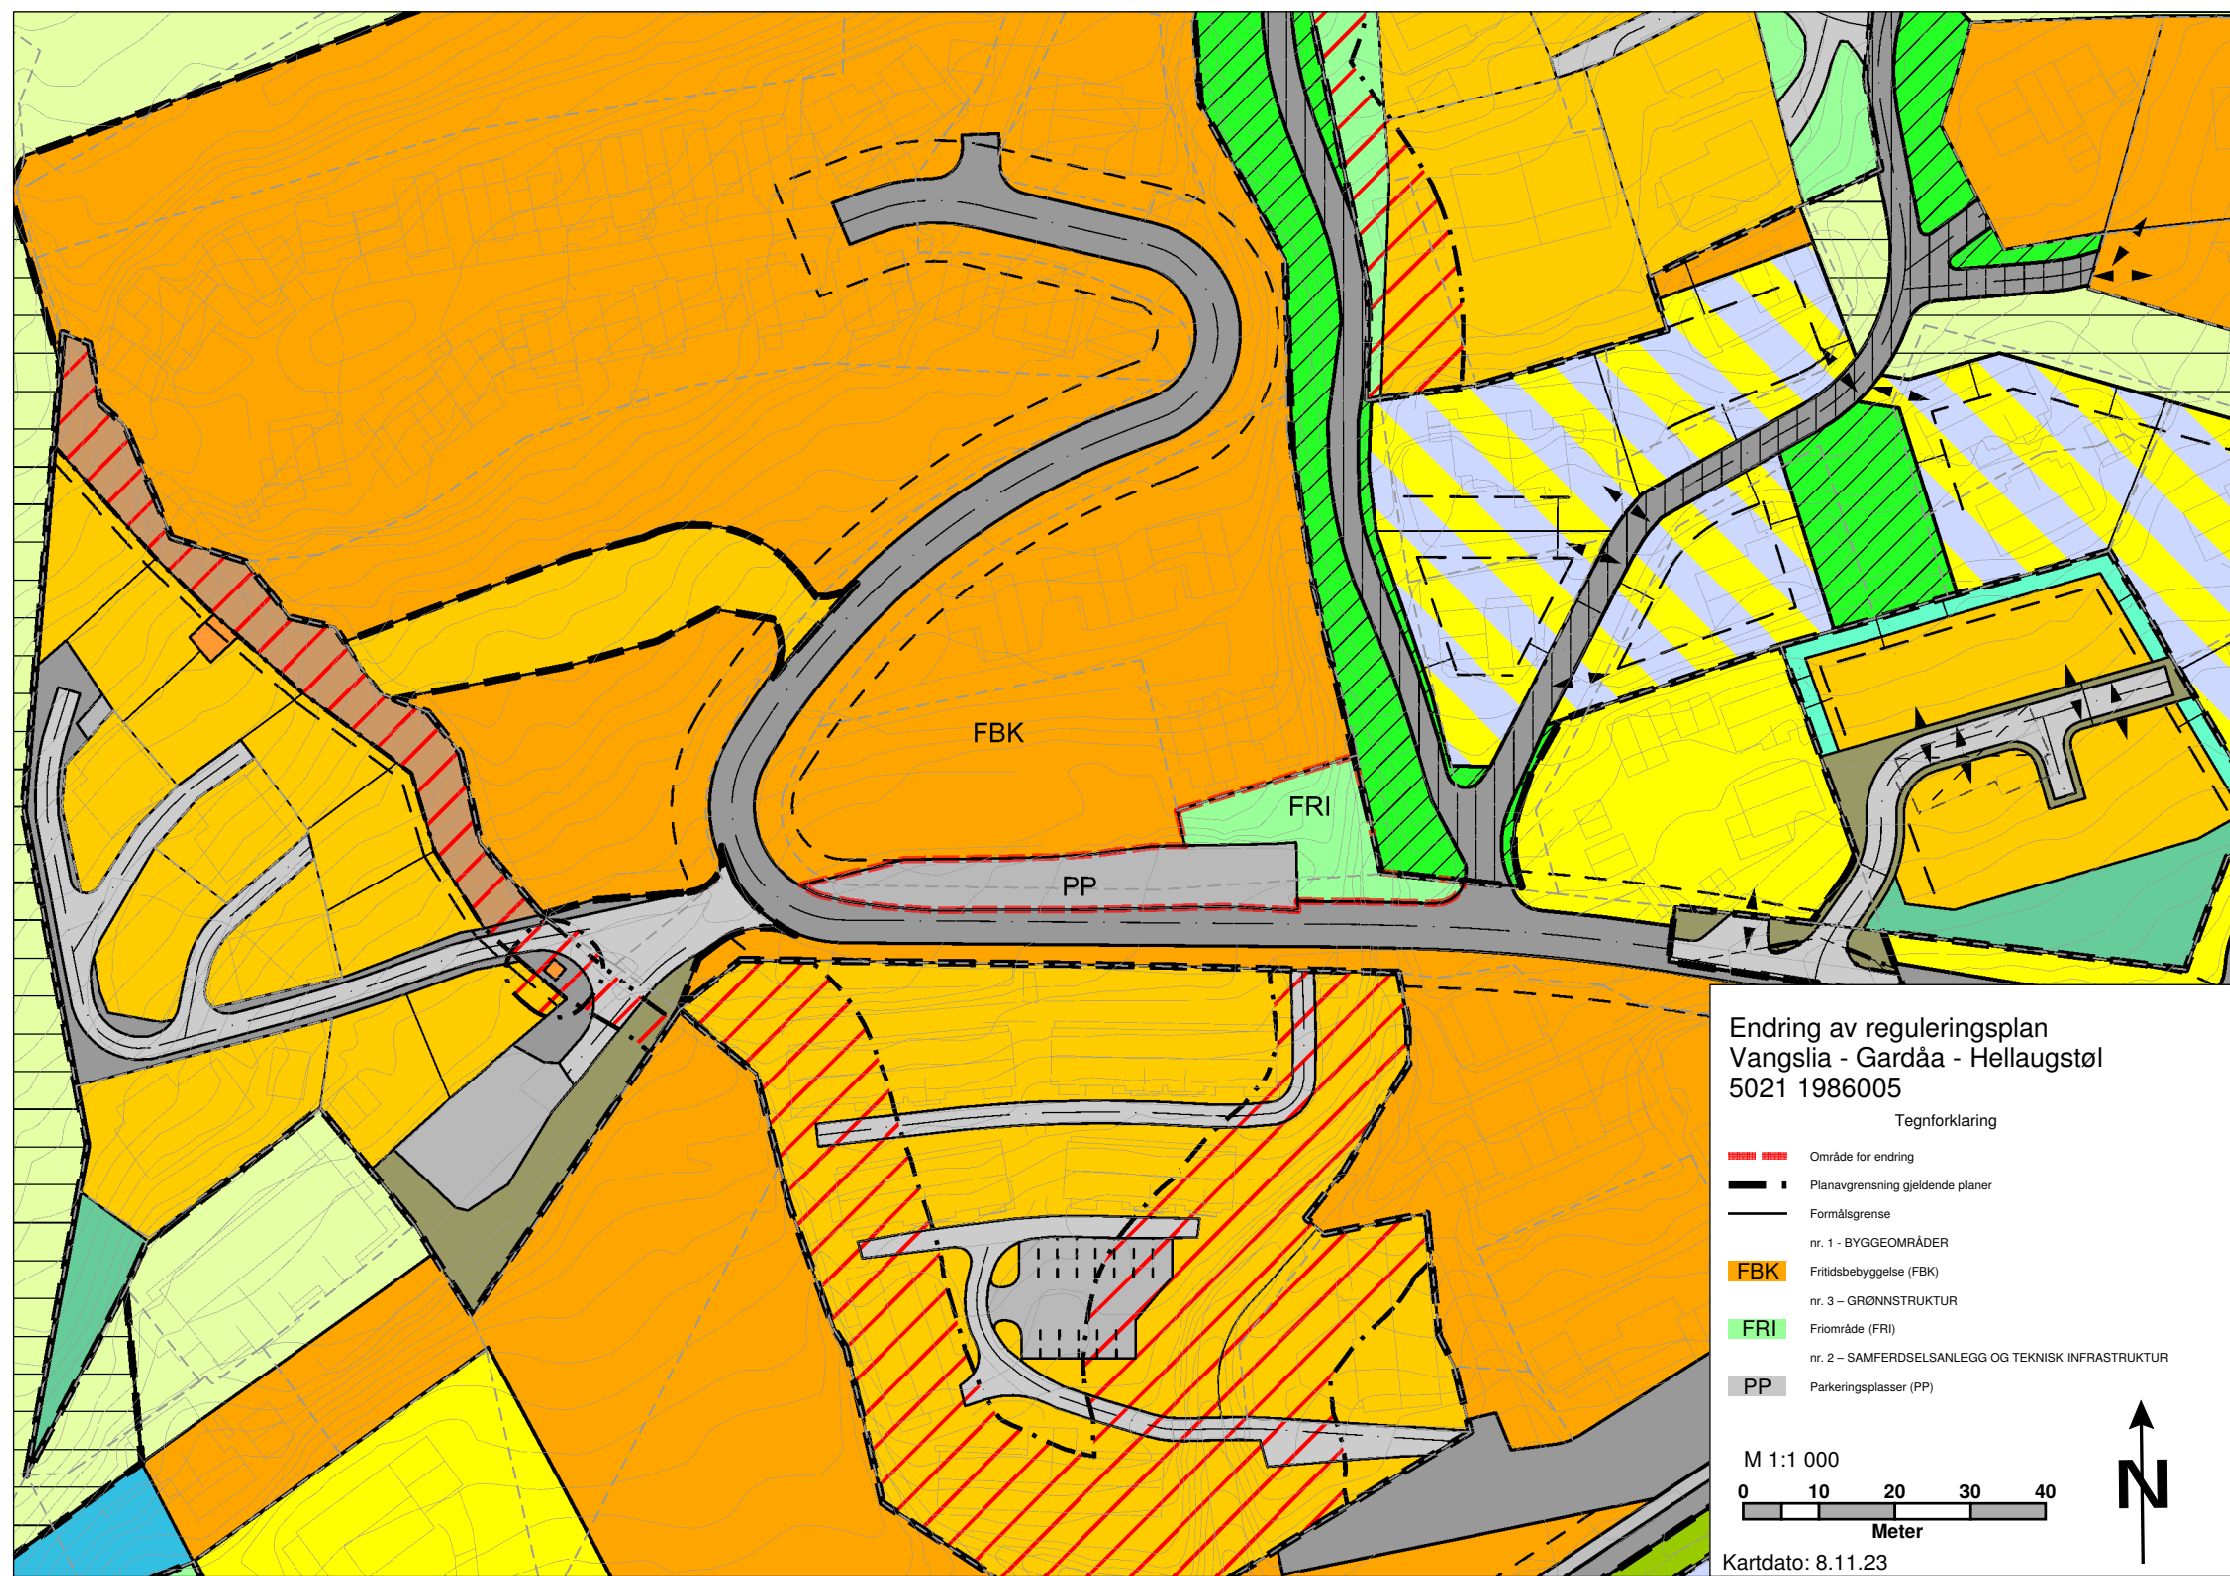 FBK
FRI
PP
Endring av reguleringsplan
Vangslia - Gardåa - Hellaugstøl
5021 1986005
Tegnforklaring
Område for endring
Planavgrensning gjeldende planer
Formålsgrense
nr. 1 - BYGGEOMRÅDER
FBK Fritidsbebyggelse (FBK)
nr. 3 – GRØNNSTRUKTUR
FRI Friområde (FRI)
nr. 2 – SAMFERDSELSANLEGG OG TEKNISK INFRASTRUKTUR
PP Parkeringsplasser (PP)
M 1:1 000
0 10 20 30 40
Meter
N
Kartdato: 8.11.23